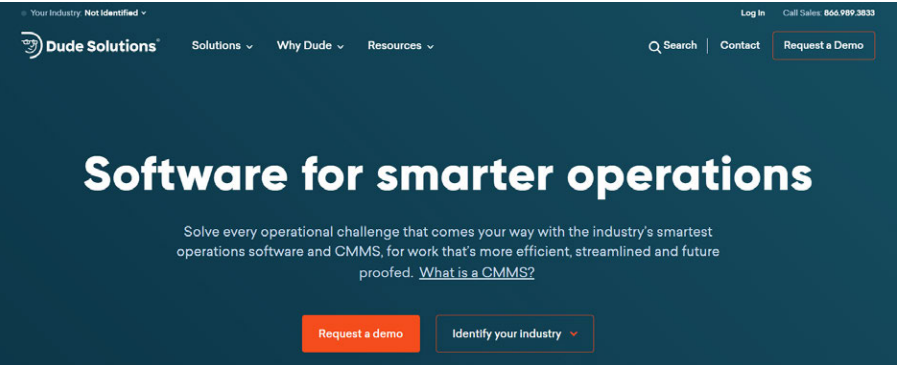 Your Industry: Not Identified
Log In Call Sales: 866.989.3833
Dude Solutions® Solutions Why Dude Resources Search Contact Request a Demo
Software for smarter operations
Solve every operational challenge that comes your way with the industry's smartest
operations software and CMMS, for work that's more efficient, streamlined and future
proofed. What is a CMMS?
Request a demo Identify your industry